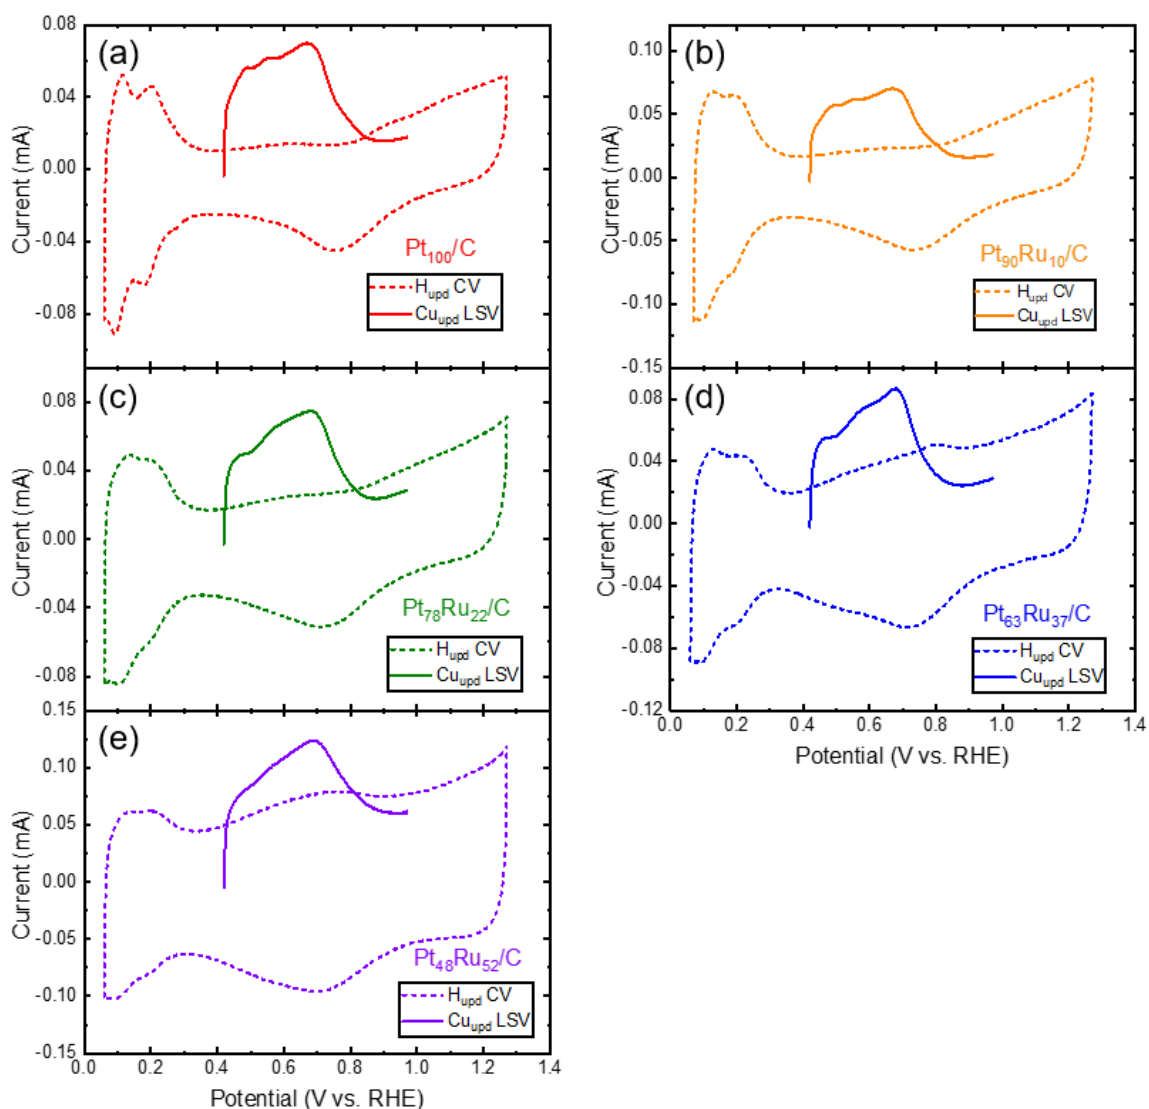 (a)
0.08
0.04
0.00
-0.04
-0.08
Current (mA)
Pt100/C
Hupd CV
Cuupd LSV
(b)
0.10
0.05
0.00
-0.05
-0.10
-0.15
Current (mA)
Pt90Ru10/C
Hupd CV
Cuupd LSV
(c)
0.08
0.04
0.00
-0.04
-0.08
Current (mA)
Pt78Ru22/C
Hupd CV
Cuupd LSV
(d)
0.08
0.04
0.00
-0.04
-0.08
-0.12
Current (mA)
Pt63Ru37/C
Hupd CV
Cuupd LSV
0.0 0.2 0.4 0.6 0.8 1.0 1.2 1.4
Potential (V vs. RHE)
(e)
0.15
0.10
0.05
0.00
-0.05
-0.10
-0.15
Current (mA)
Pt48Ru52/C
Hupd CV
Cuupd LSV
0.0 0.2 0.4 0.6 0.8 1.0 1.2 1.4
Potential (V vs. RHE)